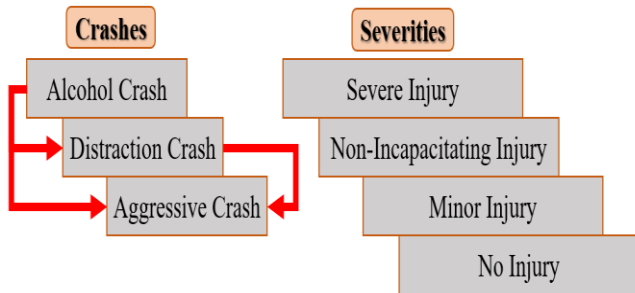 Crashes
Alcohol Crash
Distraction Crash
Aggressive Crash
Severities
Severe Injury
Non-Incapacitating Injury
Minor Injury
No Injury